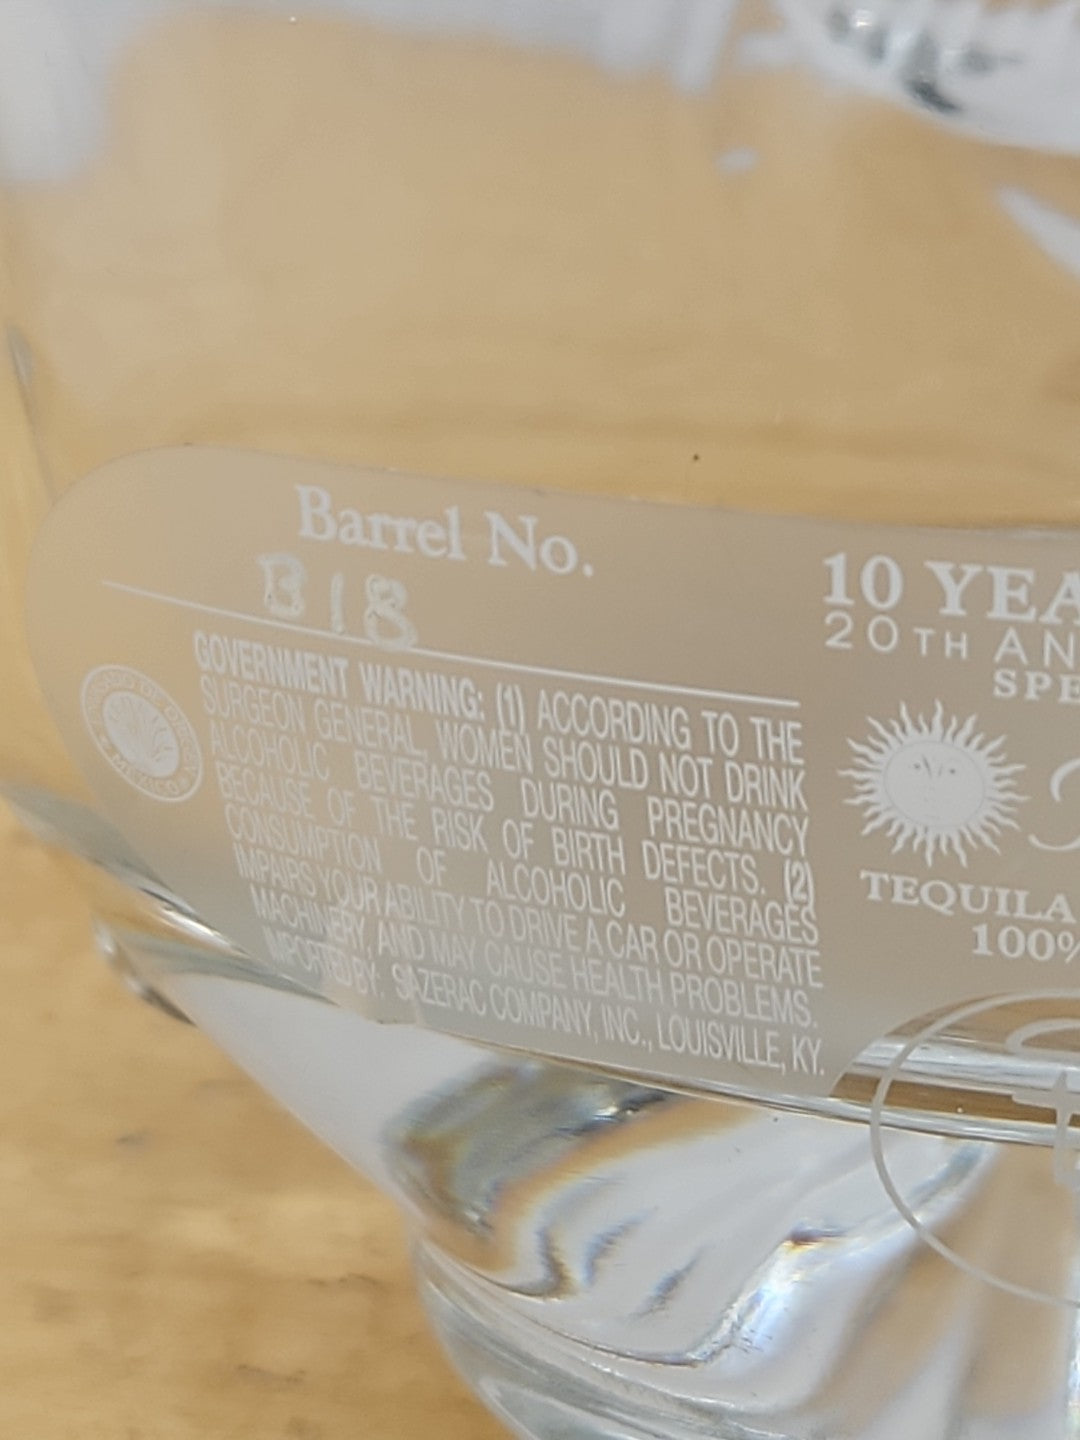 Barrel No.
B18
GOVERNMENT WARNING: (1) ACCORDING TO THE
SURGEON GENERAL, WOMEN SHOULD NOT DRINK
ALCOHOLIC BEVERAGES DURING PREGNANCY
BECAUSE OF THE RISK OF BIRTH DEFECTS. (2)
CONSUMPTION OF ALCOHOLIC BEVERAGES
IMPAIRS YOUR ABILITY TO DRIVE A CAR OR OPERATE
MACHINERY, AND MAY CAUSE HEALTH PROBLEMS.
IMPORTED BY: SAZERAC COMPANY, INC., LOUISVILLE, KY.
10 YEA
20TH AN
SPE
TEQUILA
100%